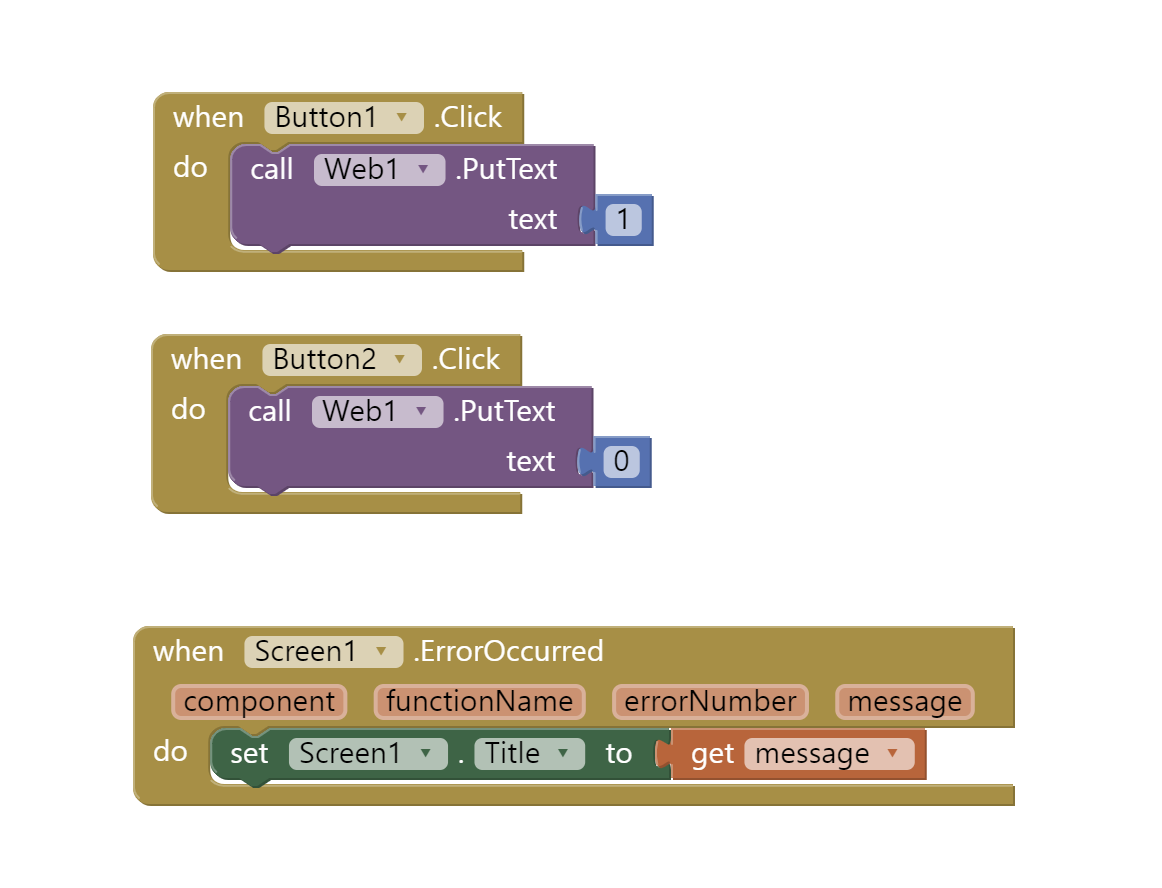 when Button1 .Click
do call Web1 .PutText
text 1
when Button2 .Click
do call Web1 .PutText
text 0
when Screen1 .ErrorOccurred
component functionName errorNumber message
do set Screen1 . Title to get message